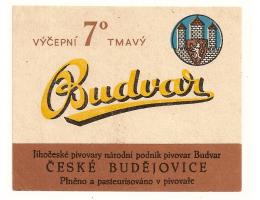 VÝČEPNÍ 7° TMAVÝ
Budvar
Jihočeské pivovary národní podnik pivovar Budvar
ČESKÉ BUDĚJOVICE
Plněno a pasteurisováno v pivovaře